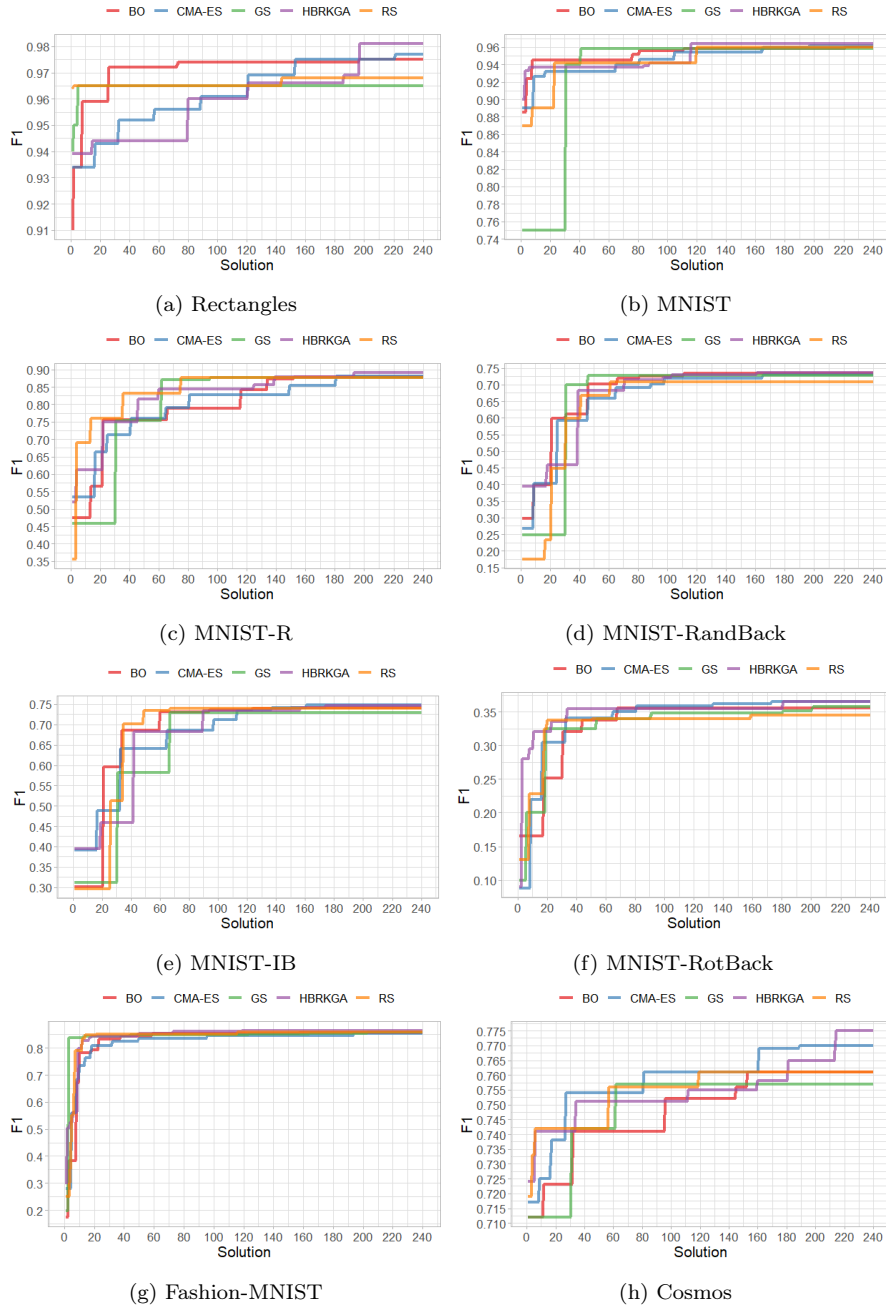 BO CMA-ES GS HBRKGA RS
BO CMA-ES GS HBRKGA RS
0.98
0.97
0.96
0.95
0.94
0.93
0.92
0.91
F1
0 20 40 60 80 100 120 140 160 180 200 220 240
Solution
0.96
0.94
0.92
0.90
0.88
0.86
0.84
0.82
0.80
0.78
0.76
0.74
F1
0 10 20 30 40 50 60 70 80 90 110 130 150 170 190 210 230
Solution
(a) Rectangles
(b) MNIST
BO CMA-ES GS HBRKGA RS
BO CMA-ES GS HBRKGA RS
0.90
0.85
0.80
0.75
0.70
0.65
0.60
0.55
0.50
0.45
0.40
0.35
F1
0 20 40 60 80 100 120 140 160 180 200 220 240
Solution
0.75
0.70
0.65
0.60
0.55
0.50
0.45
0.40
0.35
0.30
0.25
0.20
0.15
F1
0 20 40 60 80 100 120 140 160 180 200 220 240
Solution
(c) MNIST-R
(d) MNIST-RandBack
BO CMA-ES GS HBRKGA RS
BO CMA-ES GS HBRKGA RS
0.75
0.70
0.65
0.60
0.55
0.50
0.45
0.40
0.35
0.30
F1
0 20 40 60 80 100 120 140 160 180 200 220 240
Solution
0.35
0.30
0.25
0.20
0.15
0.10
F1
0 20 40 60 80 100 120 140 160 180 200 220 240
Solution
(e) MNIST-IB
(f) MNIST-RotBack
BO CMA-ES GS HBRKGA RS
BO CMA-ES GS HBRKGA RS
0.8
0.7
0.6
0.5
0.4
0.3
0.2
F1
0 20 40 60 80 100 120 140 160 180 200 220 240
Solution
0.775
0.770
0.765
0.760
0.755
0.750
0.745
0.740
0.735
0.730
0.725
0.720
0.715
0.710
F1
0 20 40 60 80 100 120 140 160 180 200 220 240
Solution
(g) Fashion-MNIST
(h) Cosmos